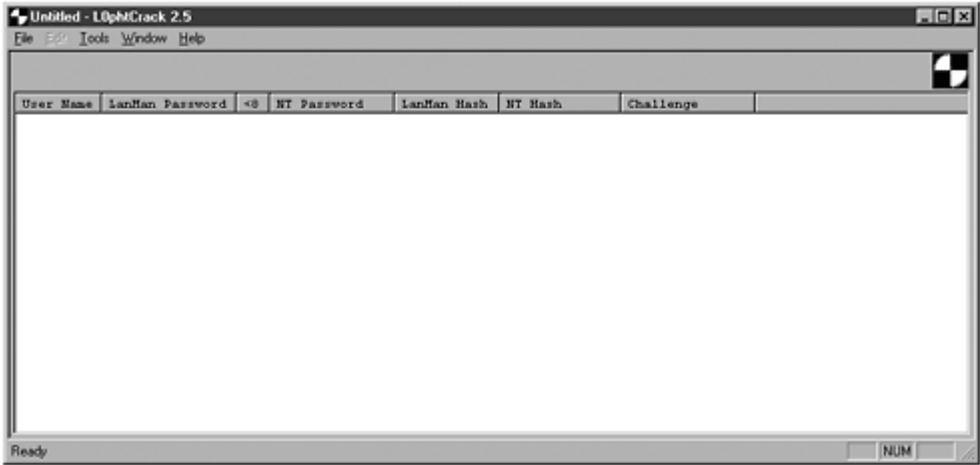 Untitled - L0phtCrack 2.5
File Edit Tools Window Help
User Name LanMan Password <8 NT Password LanMan Hash NT Hash Challenge
Ready NUM